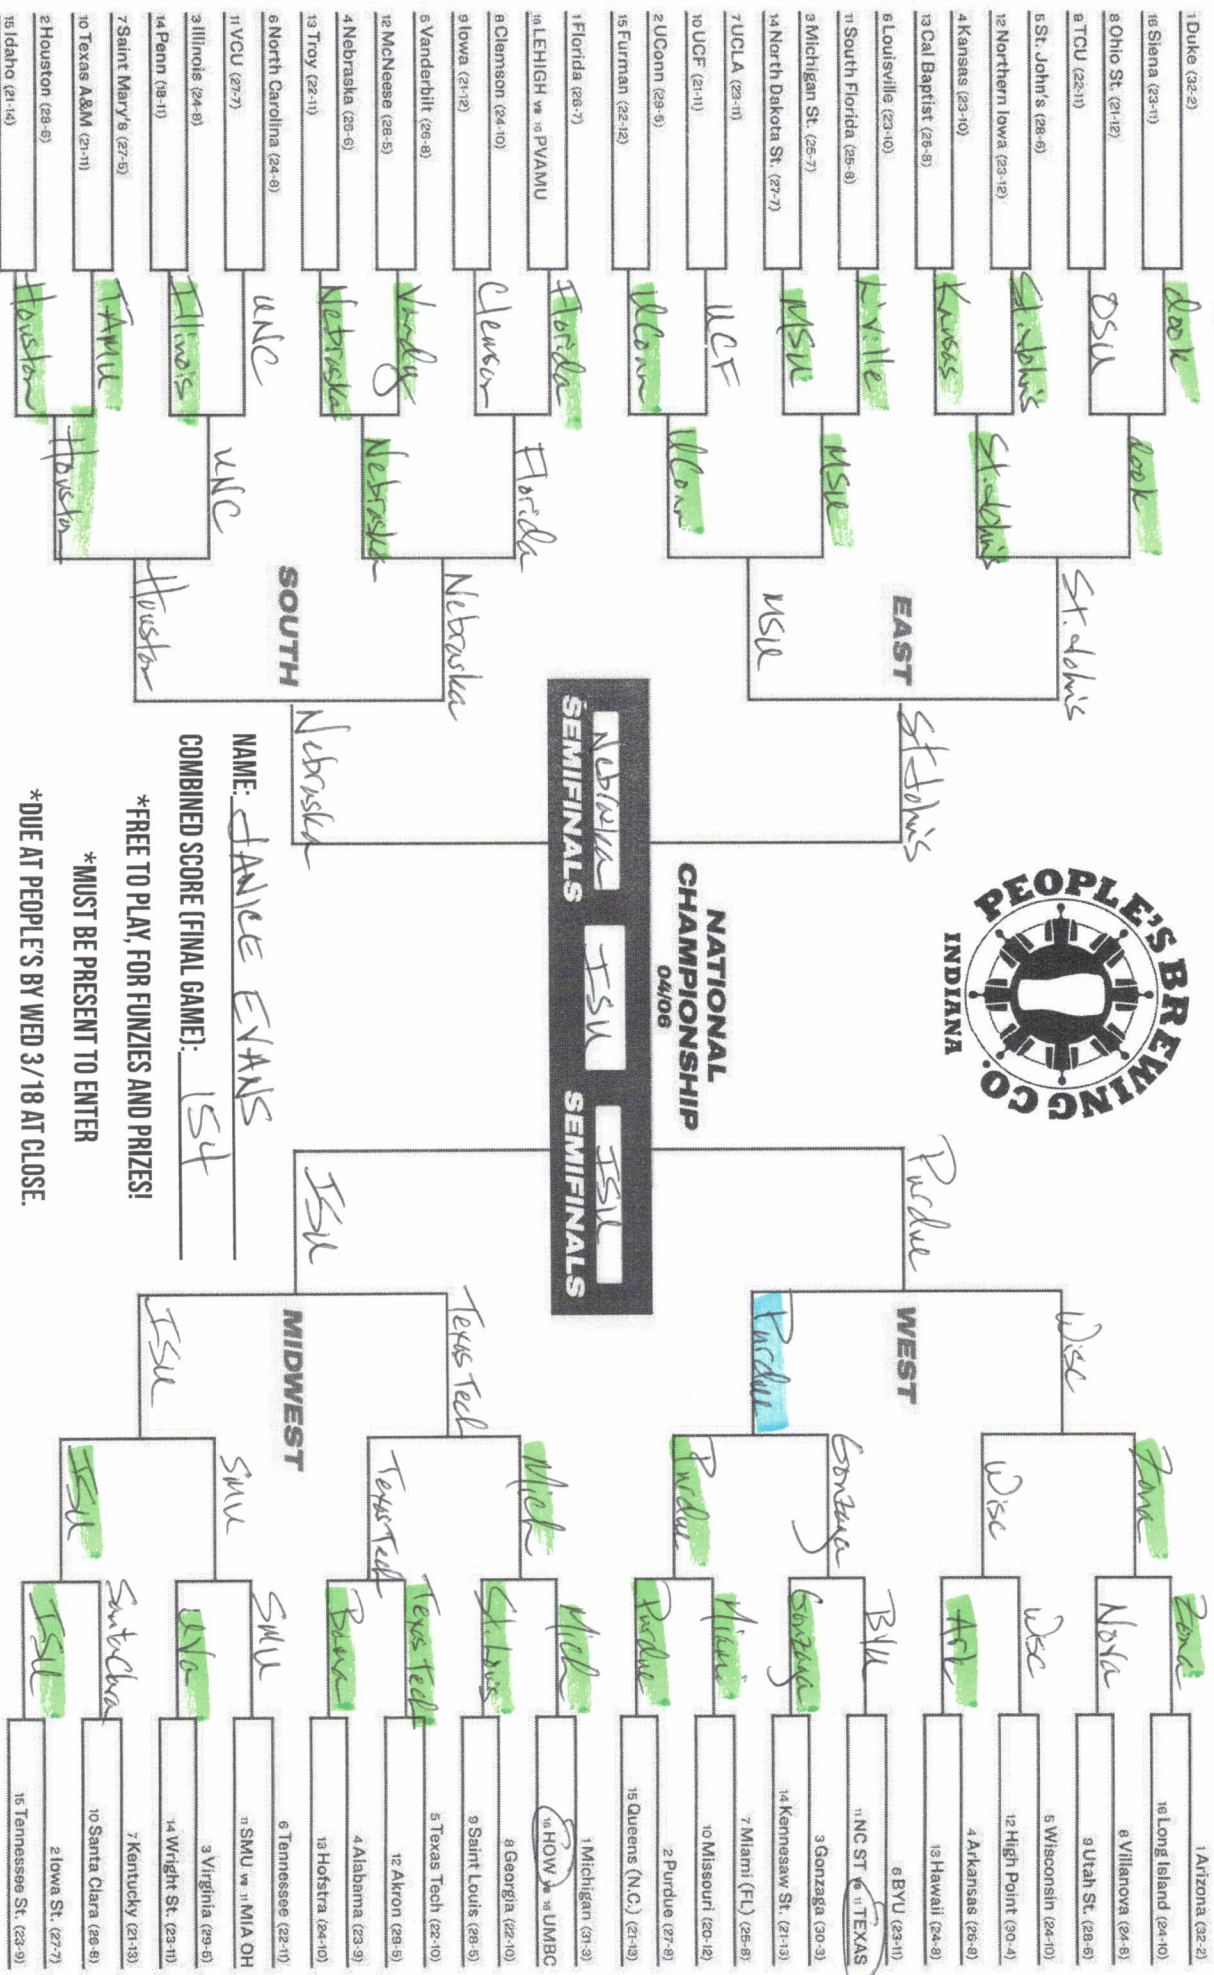 1 Duke (32-2)
16 Siena (23-11)
8 Ohio St. (21-12)
9 TCU (22-11)
5 St. John's (28-6)
12 Northern Iowa (23-12)
4 Kansas (23-10)
13 Cal Baptist (25-8)
6 Louisville (23-10)
11 South Florida (25-8)
3 Michigan St. (25-7)
14 North Dakota St. (27-7)
7 UCLA (23-11)
10 UCF (21-11)
2 UConn (29-5)
15 Furman (22-12)
1 Florida (26-7)
16 LEHIGH vs 16 PVAMU
8 Clemson (24-10)
9 Iowa (21-12)
5 Vanderbilt (26-8)
12 McNeese (28-5)
4 Nebraska (26-6)
13 Troy (22-11)
6 North Carolina (24-8)
11 VCU (27-7)
3 Illinois (24-8)
14 Penn (18-11)
7 Saint Mary's (27-5)
10 Texas A&M (21-11)
2 Houston (28-6)
15 Idaho (21-14)
dook
OSU
St. John's
Kansas
L'ville
MSU
UCF
UConn
Florida
Clemson
Vandy
Nebraska
UNC
Illinois
TAMU
Houston
dook
St. John's
MSU
UConn
Florida
Nebraska
UNC
Houston
St. John's
MSU
Nebraska
Houston
EAST
SOUTH
St John's
Nebraska
PEOPLE'S BREWING CO.
INDIANA
NATIONAL
CHAMPIONSHIP
04/06
Nebraska
ISU
ISU
SEMIFINALS
SEMIFINALS
NAME: JANICE EVANS
COMBINED SCORE (FINAL GAME): 154
*FREE TO PLAY, FOR FUNZIES AND PRIZES!
*MUST BE PRESENT TO ENTER
*DUE AT PEOPLE'S BY WED 3/18 AT CLOSE.
Purdue
ISU
WEST
MIDWEST
Wisc
Purdue
Texas Tech
ISU
Zona
Wisc
Gonzaga
Purdue
Mich
Texas Tech
SMU
ISU
Zona
Nova
Wisc
Ark
BYU
Gonzaga
Miami
Purdue
Mich
St. Louis
Texas Tech
Bama
SMU
UVa
Santa Clara
ISU
1 Arizona (32-2)
16 Long Island (24-10)
8 Villanova (24-8)
9 Utah St. (28-6)
5 Wisconsin (24-10)
12 High Point (30-4)
4 Arkansas (26-8)
13 Hawaii (24-8)
6 BYU (23-11)
11 NC ST vs 11 TEXAS
3 Gonzaga (30-3)
14 Kennesaw St. (21-13)
7 Miami (FL) (25-8)
10 Missouri (20-12)
2 Purdue (27-8)
15 Queens (N.C.) (21-13)
1 Michigan (31-3)
16 HOW vs 16 UMBC
8 Georgia (22-10)
9 Saint Louis (28-5)
5 Texas Tech (22-10)
12 Akron (29-5)
4 Alabama (23-9)
13 Hofstra (24-10)
6 Tennessee (22-11)
11 SMU vs 11 MIA OH
3 Virginia (29-5)
14 Wright St. (23-11)
7 Kentucky (21-13)
10 Santa Clara (26-8)
2 Iowa St. (27-7)
15 Tennessee St. (23-9)